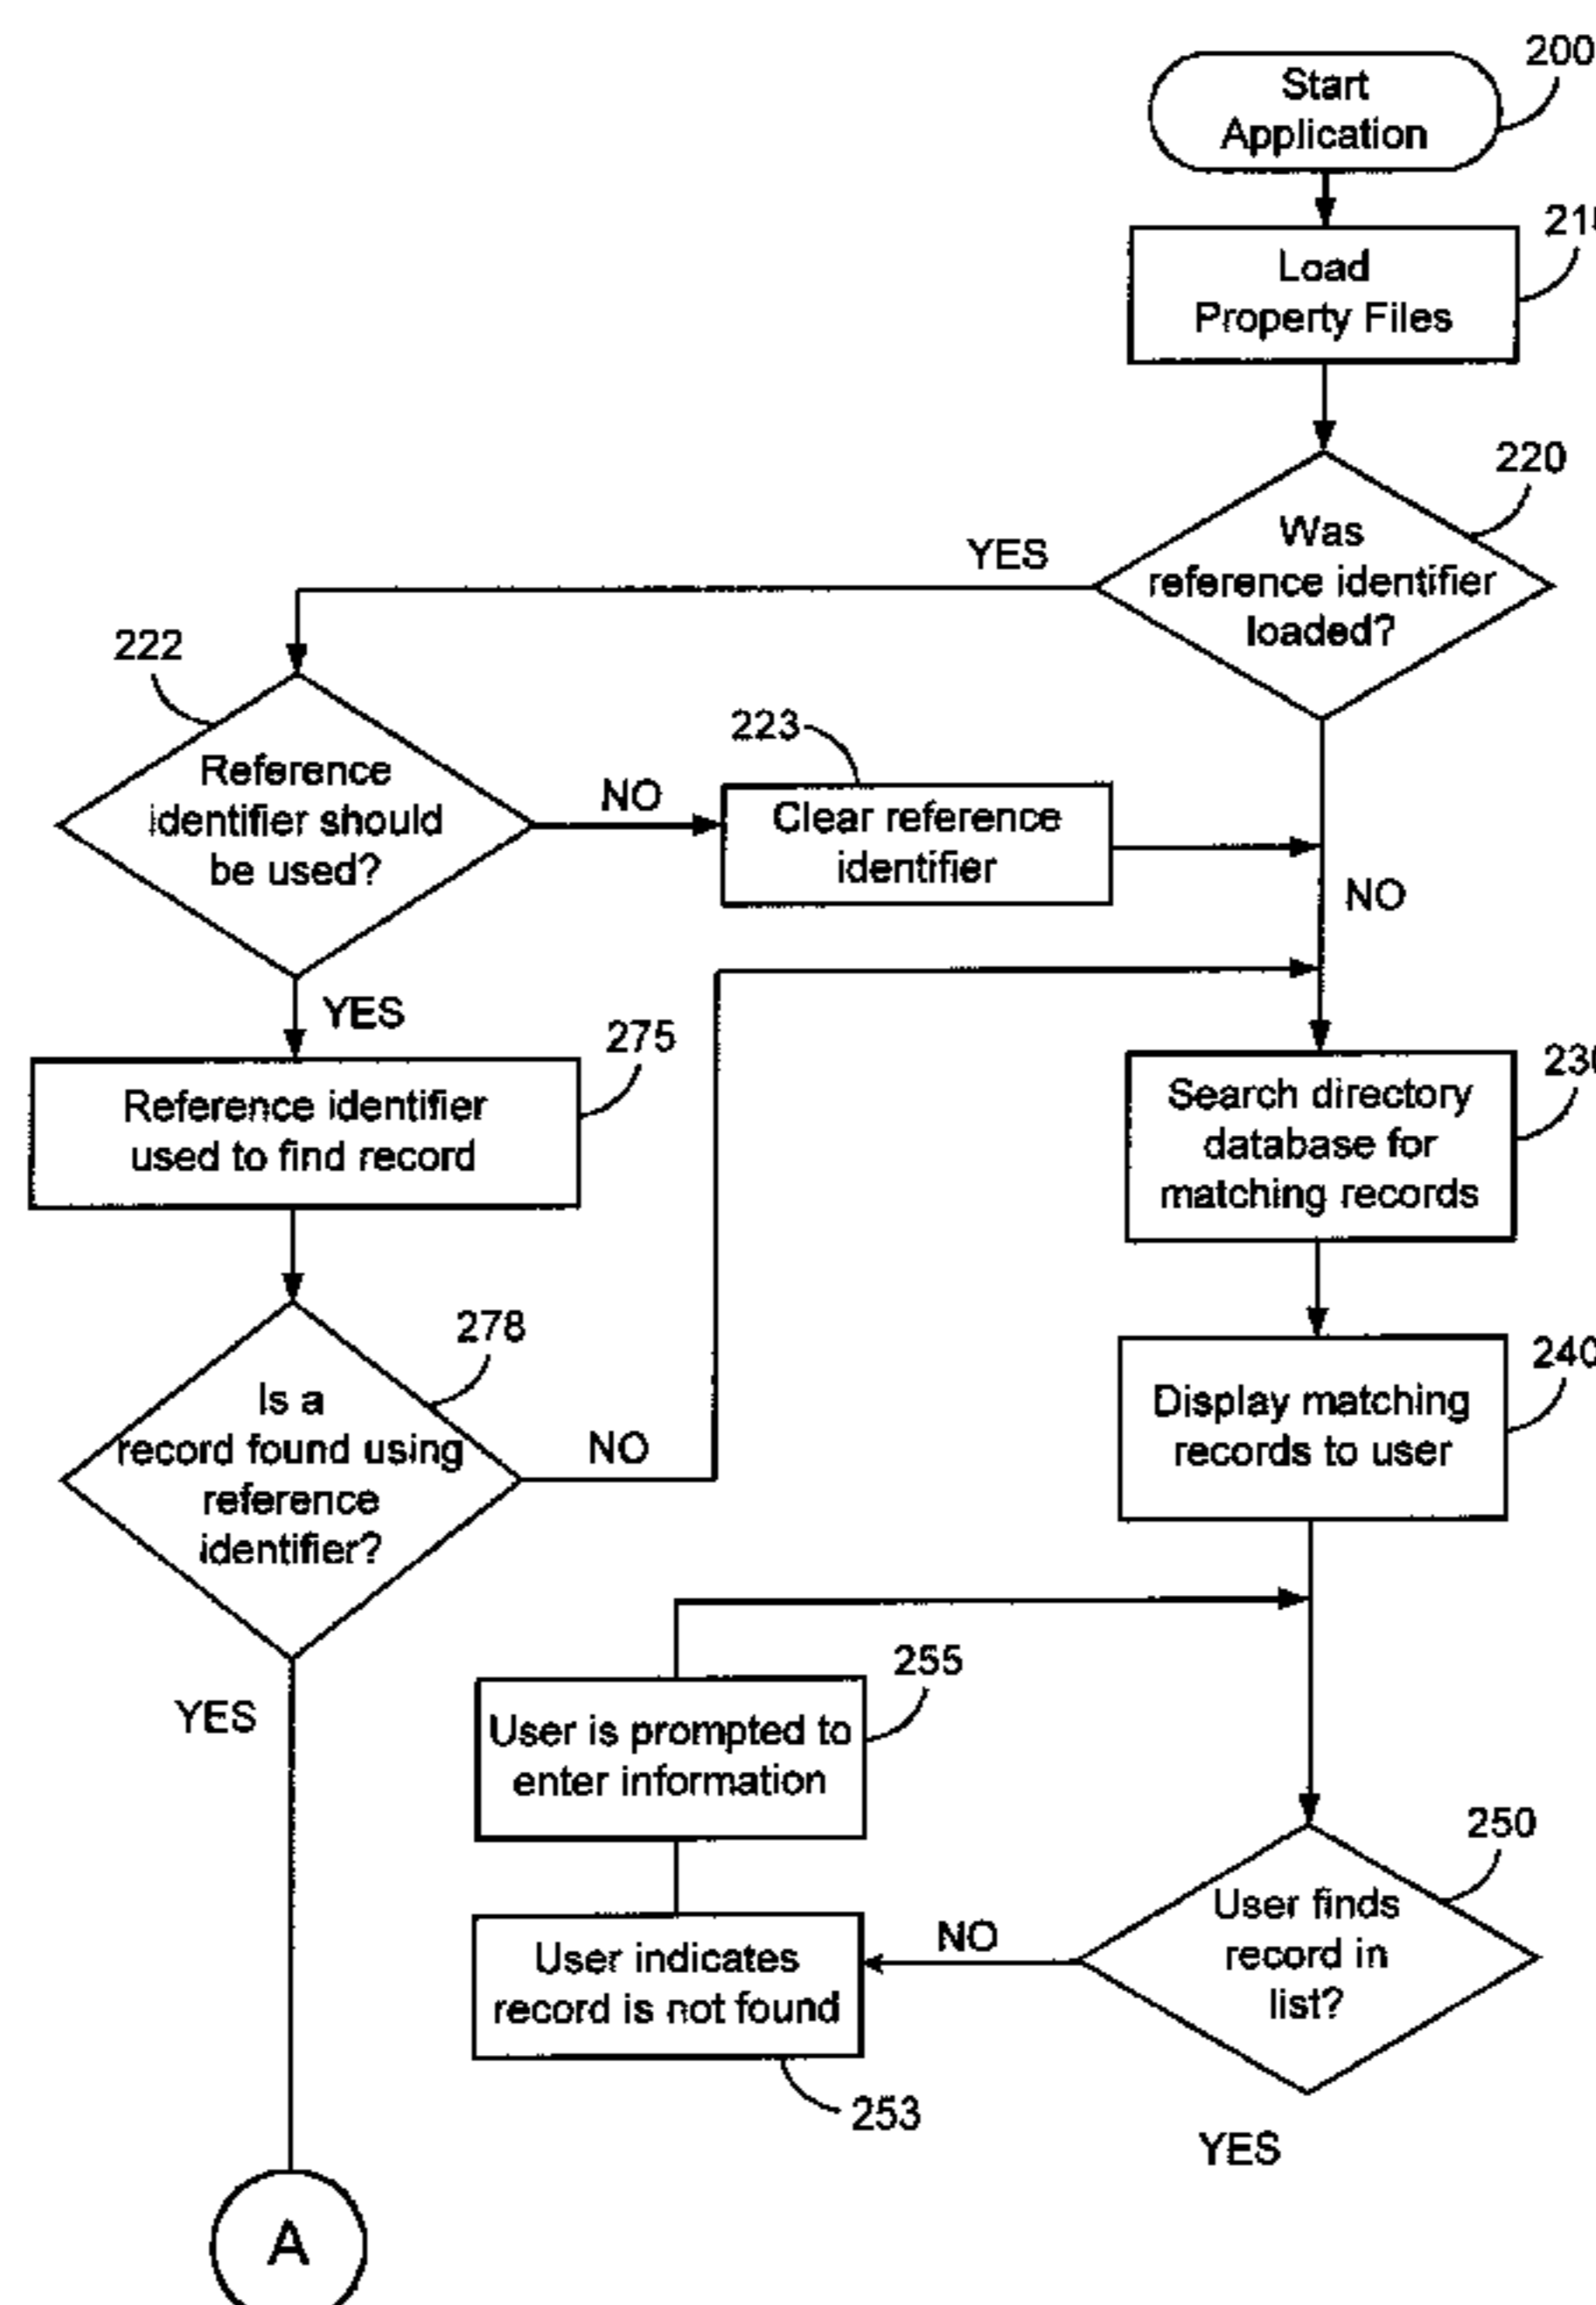 200
Start
Application
Load
Property Files
220
Was
reference identifier
loaded?
YES
222
Reference
identifier should
be used?
NO
223
Clear reference
identifier
NO
YES
275
Reference identifier
used to find record
230
Search directory
database for
matching records
278
Is a
record found using
reference
identifier?
NO
240
Display matching
records to user
YES
255
User is prompted to
enter information
250
User finds
record in
list?
NO
User indicates
record is not found
253
YES
A